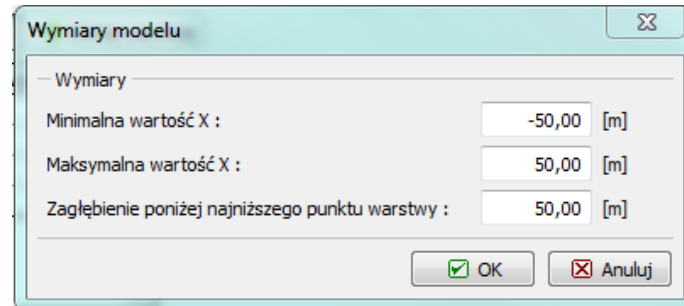 Wymiary modelu
Wymiary
Minimalna wartość X : -50,00 [m]
Maksymalna wartość X : 50,00 [m]
Zagłębienie poniżej najniższego punktu warstwy : 50,00 [m]
OK Anuluj